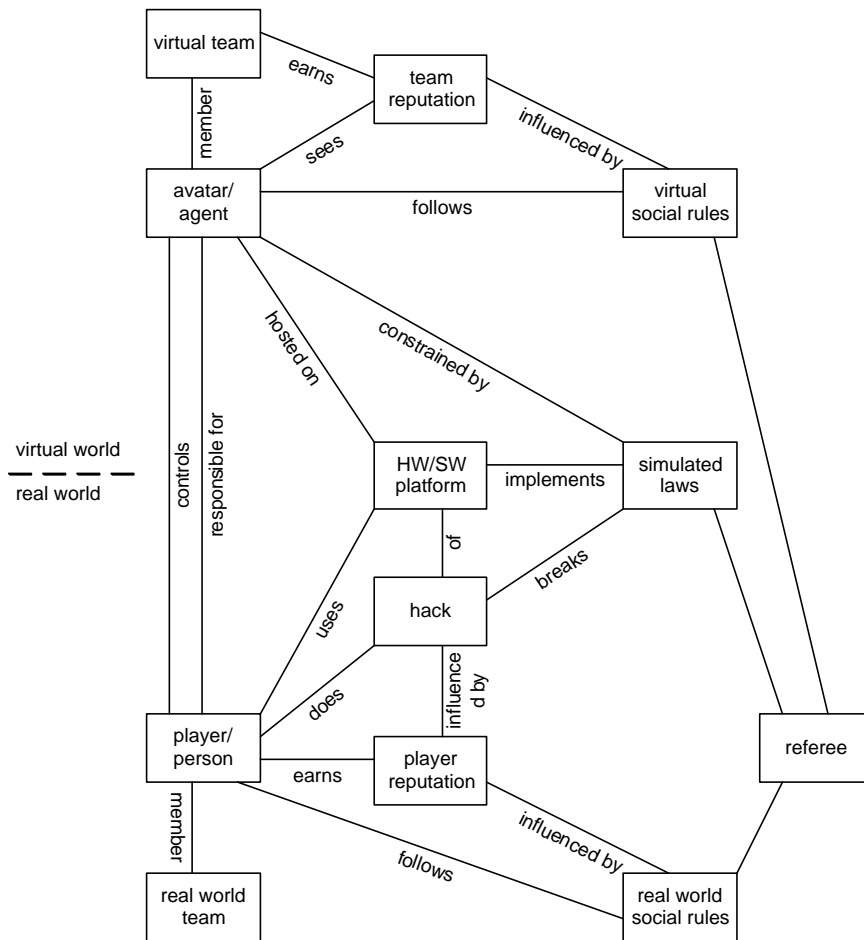 virtual team
earns
team
reputation
member
sees
influenced by
avatar/
agent
follows
virtual
social rules
hosted on
constrained by
virtual world
real world
controls
responsible for
HW/SW
platform
implements
simulated
laws
of
breaks
uses
hack
does
influence
d by
player/
person
earns
player
reputation
referee
member
follows
influenced by
real world
team
real world
social rules